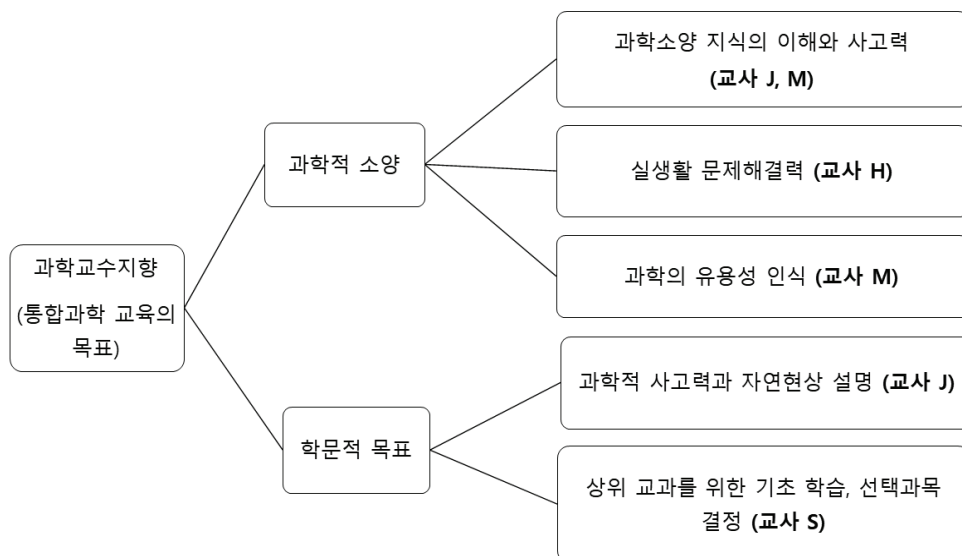 과학교수지향
(통합과학 교육의
목표)
과학적 소양
과학소양 지식의 이해와 사고력
(교사 J, M)
실생활 문제해결력 (교사 H)
과학의 유용성 인식 (교사 M)
학문적 목표
과학적 사고력과 자연현상 설명 (교사 J)
상위 교과를 위한 기초 학습, 선택과목
결정 (교사 S)